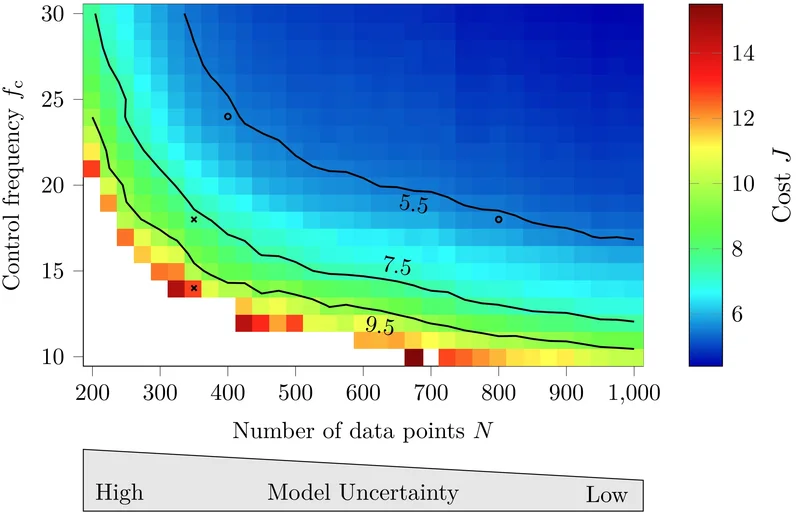 30
25
20
15
10
Control frequency fc
5.5
7.5
9.5
200 300 400 500 600 700 800 900 1,000
Number of data points N
14
12
10
8
6
Cost J
High Model Uncertainty Low